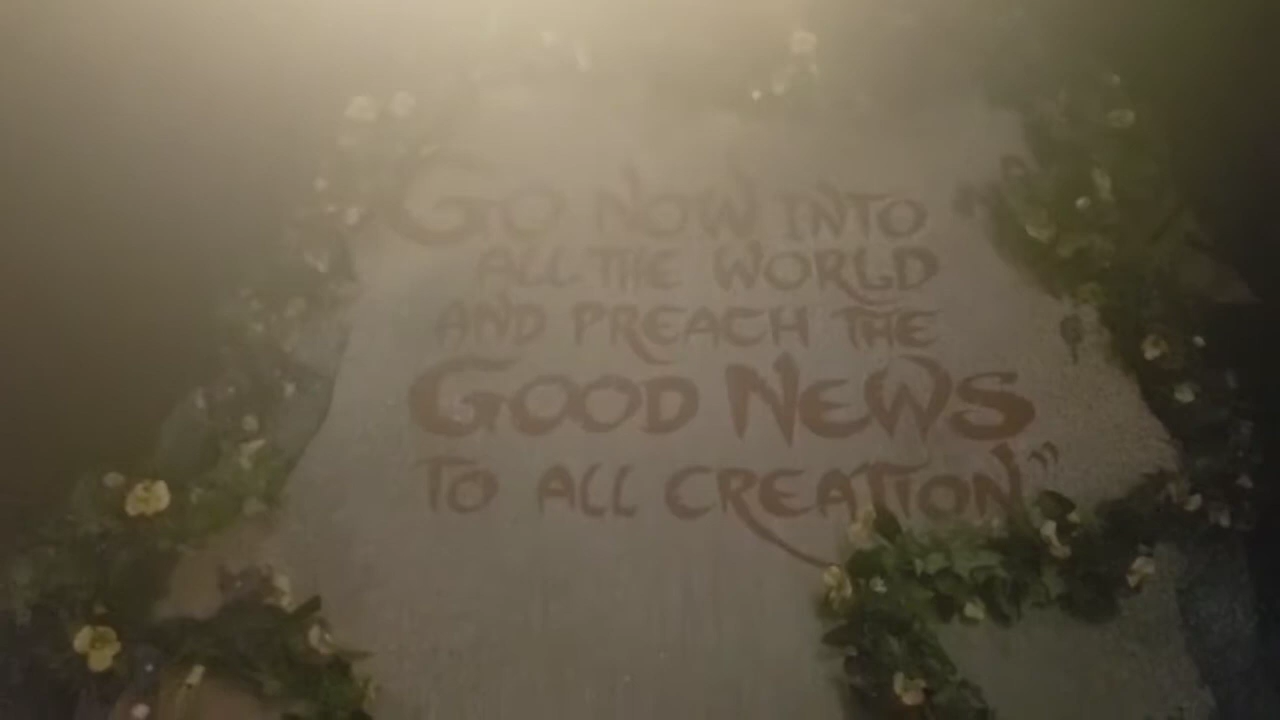 GO NOW INTO
ALL THE WORLD
AND PREACH THE
GOOD NEWS
TO ALL CREATION”